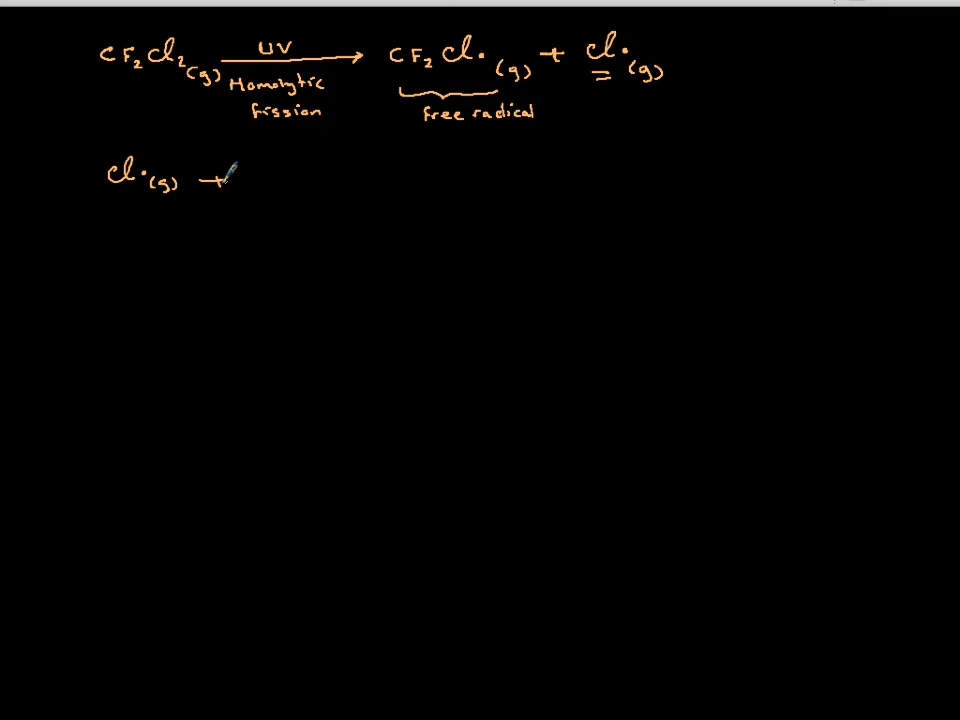 CF₂Cl₂(g) UV → CF₂Cl·(g) + Cl·(g)
Homolytic
fission
free radical
Cl·(g) +